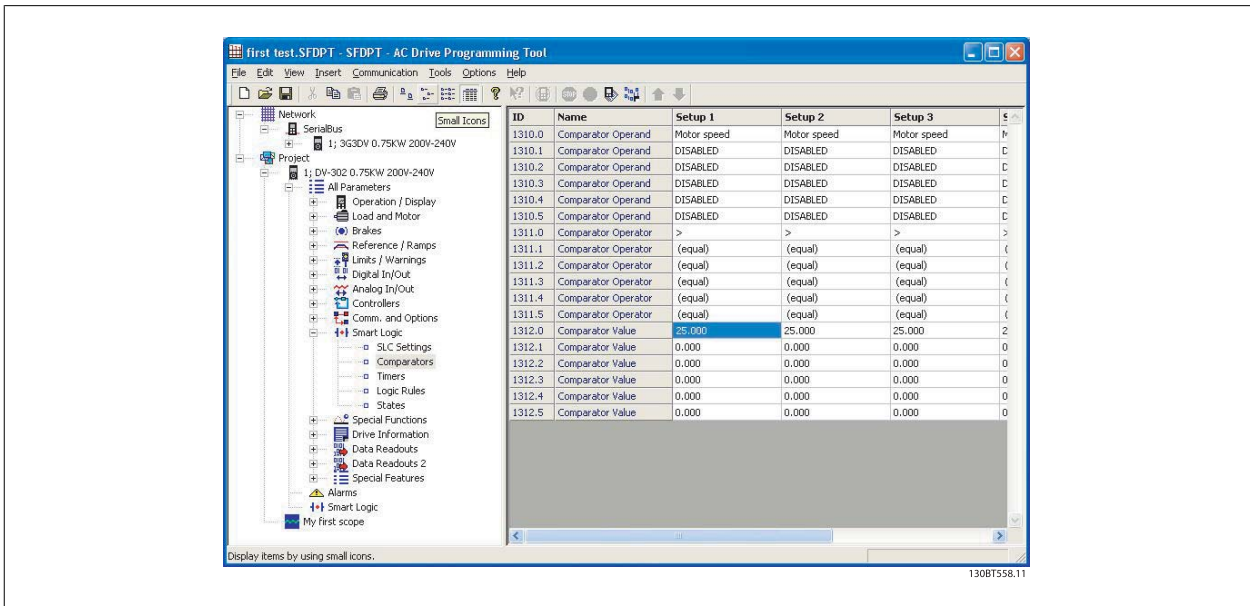 first test.SFDPT - SFDPT - AC Drive Programming Tool
File Edit View Insert Communication Tools Options Help
Network
Small Icons
SerialBus
1; 3G3DV 0.75KW 200V-240V
Project
1; DV-302 0.75KW 200V-240V
All Parameters
Operation / Display
Load and Motor
Brakes
Reference / Ramps
Limits / Warnings
Digital In/Out
Analog In/Out
Controllers
Comm. and Options
Smart Logic
SLC Settings
Comparators
Timers
Logic Rules
States
Special Functions
Drive Information
Data Readouts
Data Readouts 2
Special Features
Alarms
Smart Logic
My first scope
ID Name Setup 1 Setup 2 Setup 3
1310.0 Comparator Operand Motor speed Motor speed Motor speed
1310.1 Comparator Operand DISABLED DISABLED DISABLED
1310.2 Comparator Operand DISABLED DISABLED DISABLED
1310.3 Comparator Operand DISABLED DISABLED DISABLED
1310.4 Comparator Operand DISABLED DISABLED DISABLED
1310.5 Comparator Operand DISABLED DISABLED DISABLED
1311.0 Comparator Operator > > >
1311.1 Comparator Operator (equal) (equal) (equal)
1311.2 Comparator Operator (equal) (equal) (equal)
1311.3 Comparator Operator (equal) (equal) (equal)
1311.4 Comparator Operator (equal) (equal) (equal)
1311.5 Comparator Operator (equal) (equal) (equal)
1312.0 Comparator Value 25.000 25.000 25.000
1312.1 Comparator Value 0.000 0.000 0.000
1312.2 Comparator Value 0.000 0.000 0.000
1312.3 Comparator Value 0.000 0.000 0.000
1312.4 Comparator Value 0.000 0.000 0.000
1312.5 Comparator Value 0.000 0.000 0.000
Display items by using small icons.
130BT558.11